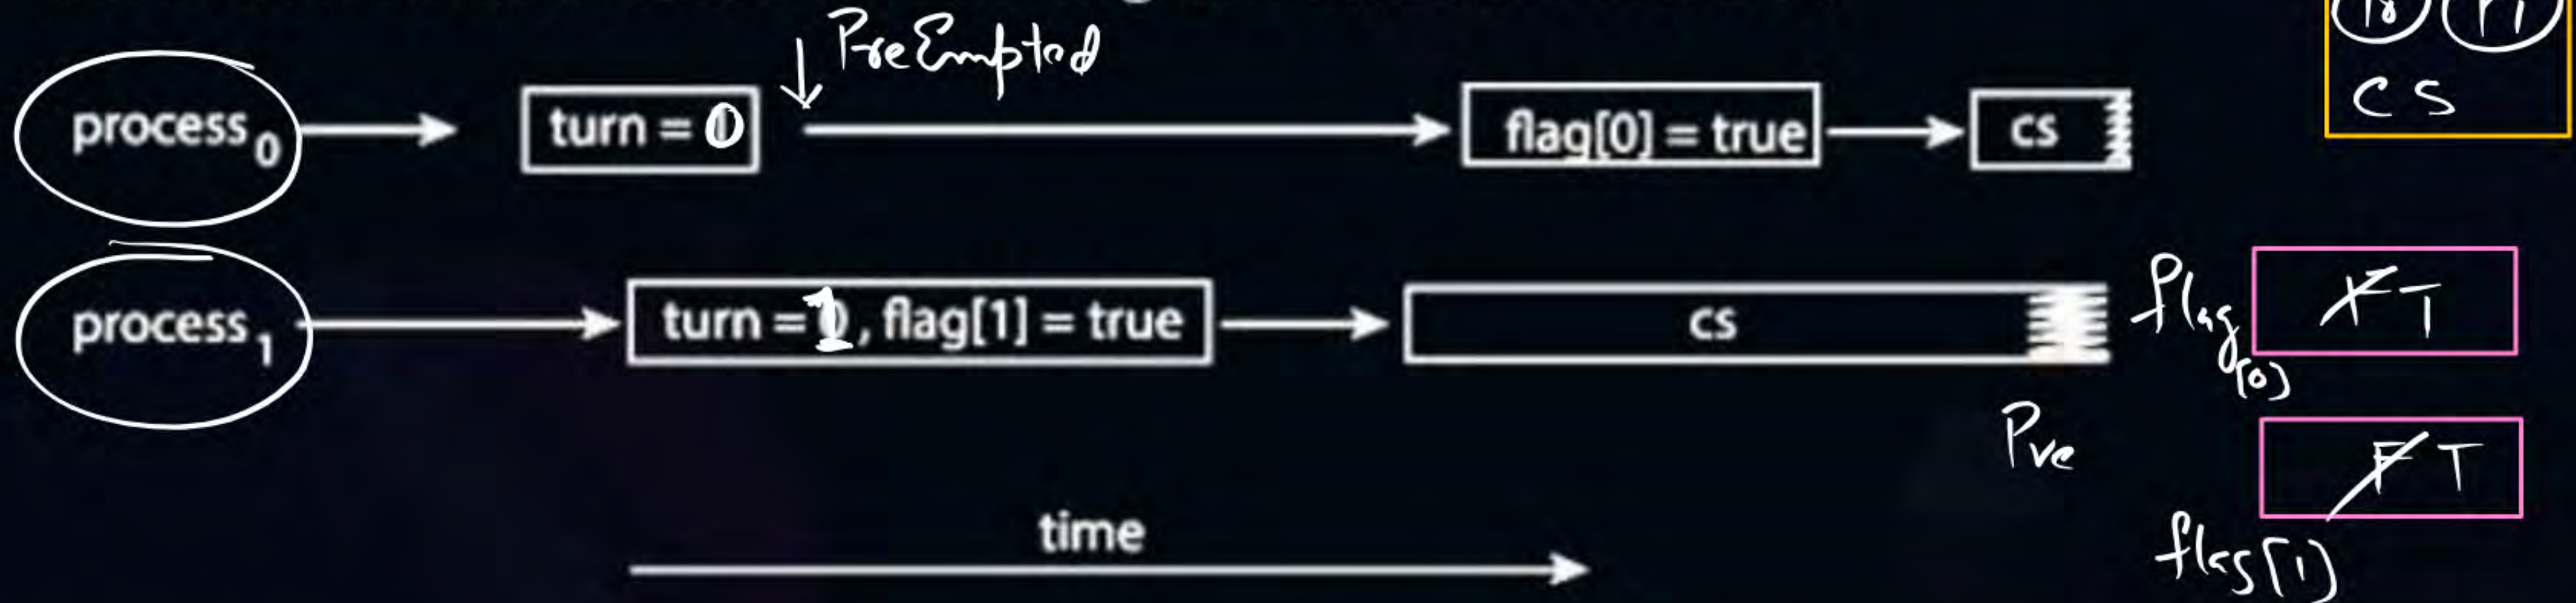 PreEmpted
P1
process0 turn = 0 flag[0] = true cs
CS
process1 turn = 1, flag[1] = true cs
flag[0] F T
Pre
F T
flag[1]
time